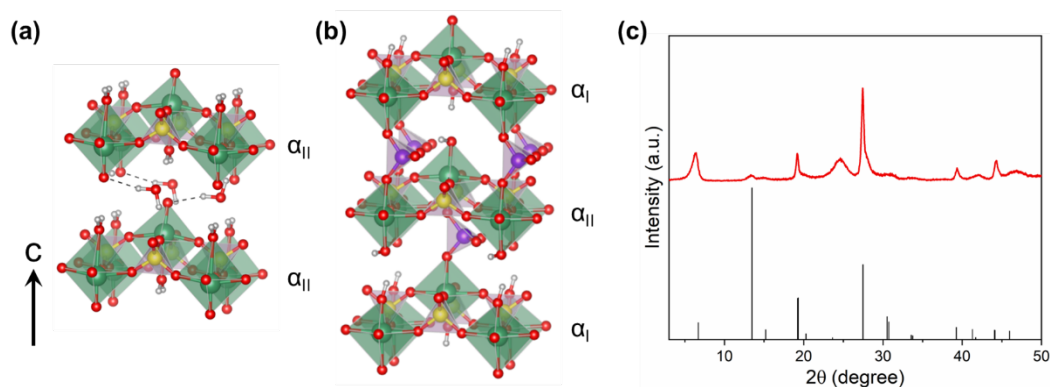 (a)
αII
αII
C
(b)
αI
αII
αI
(c)
Intensity (a.u.)
10 20 30 40 50
2θ (degree)